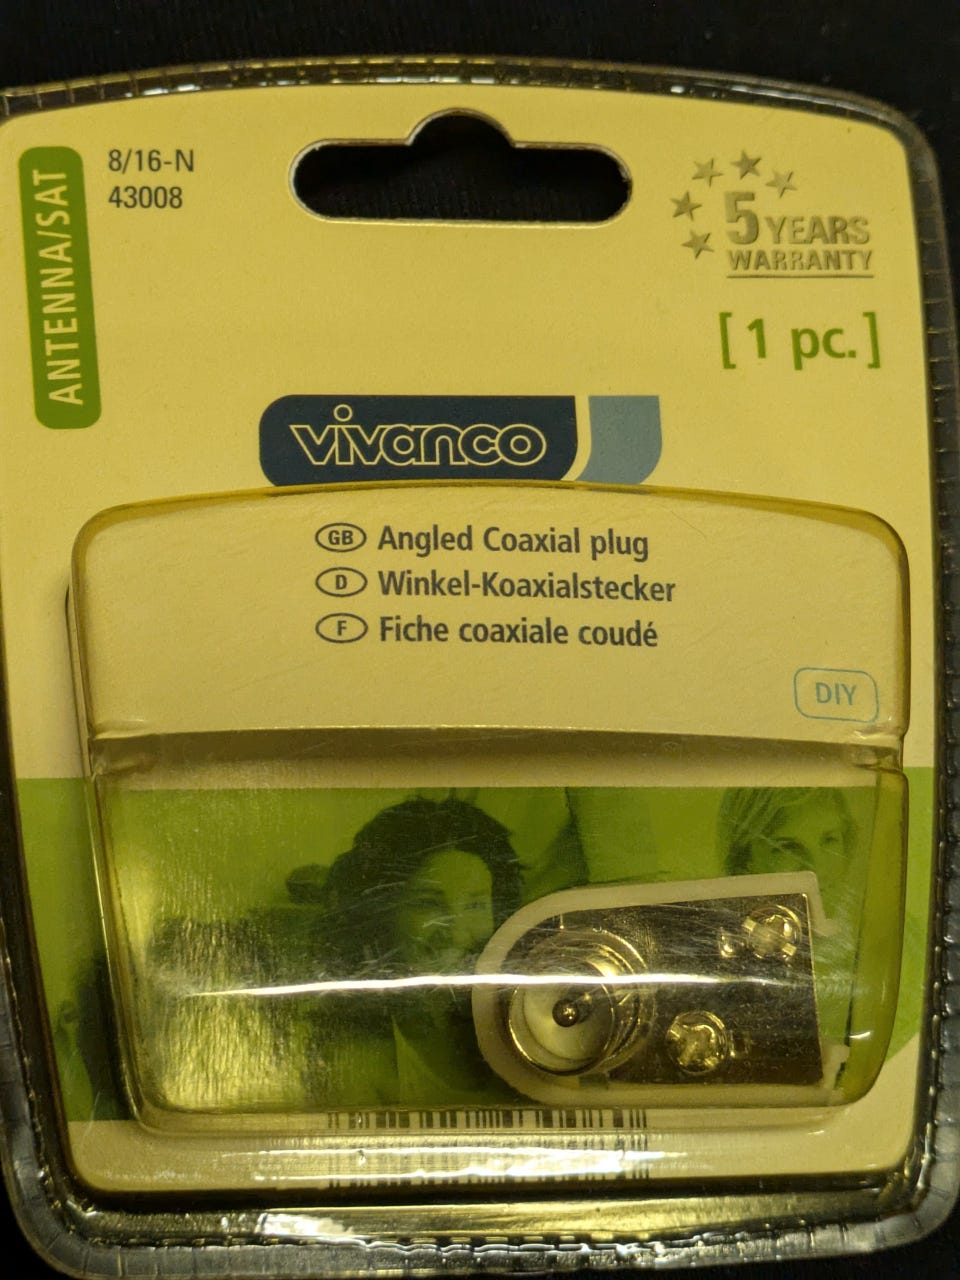 ANTENNA/SAT
8/16-N
43008
5 YEARS
WARRANTY
[1 pc.]
vivanco
GB Angled Coaxial plug
D Winkel-Koaxialstecker
F Fiche coaxiale coudé
DIY